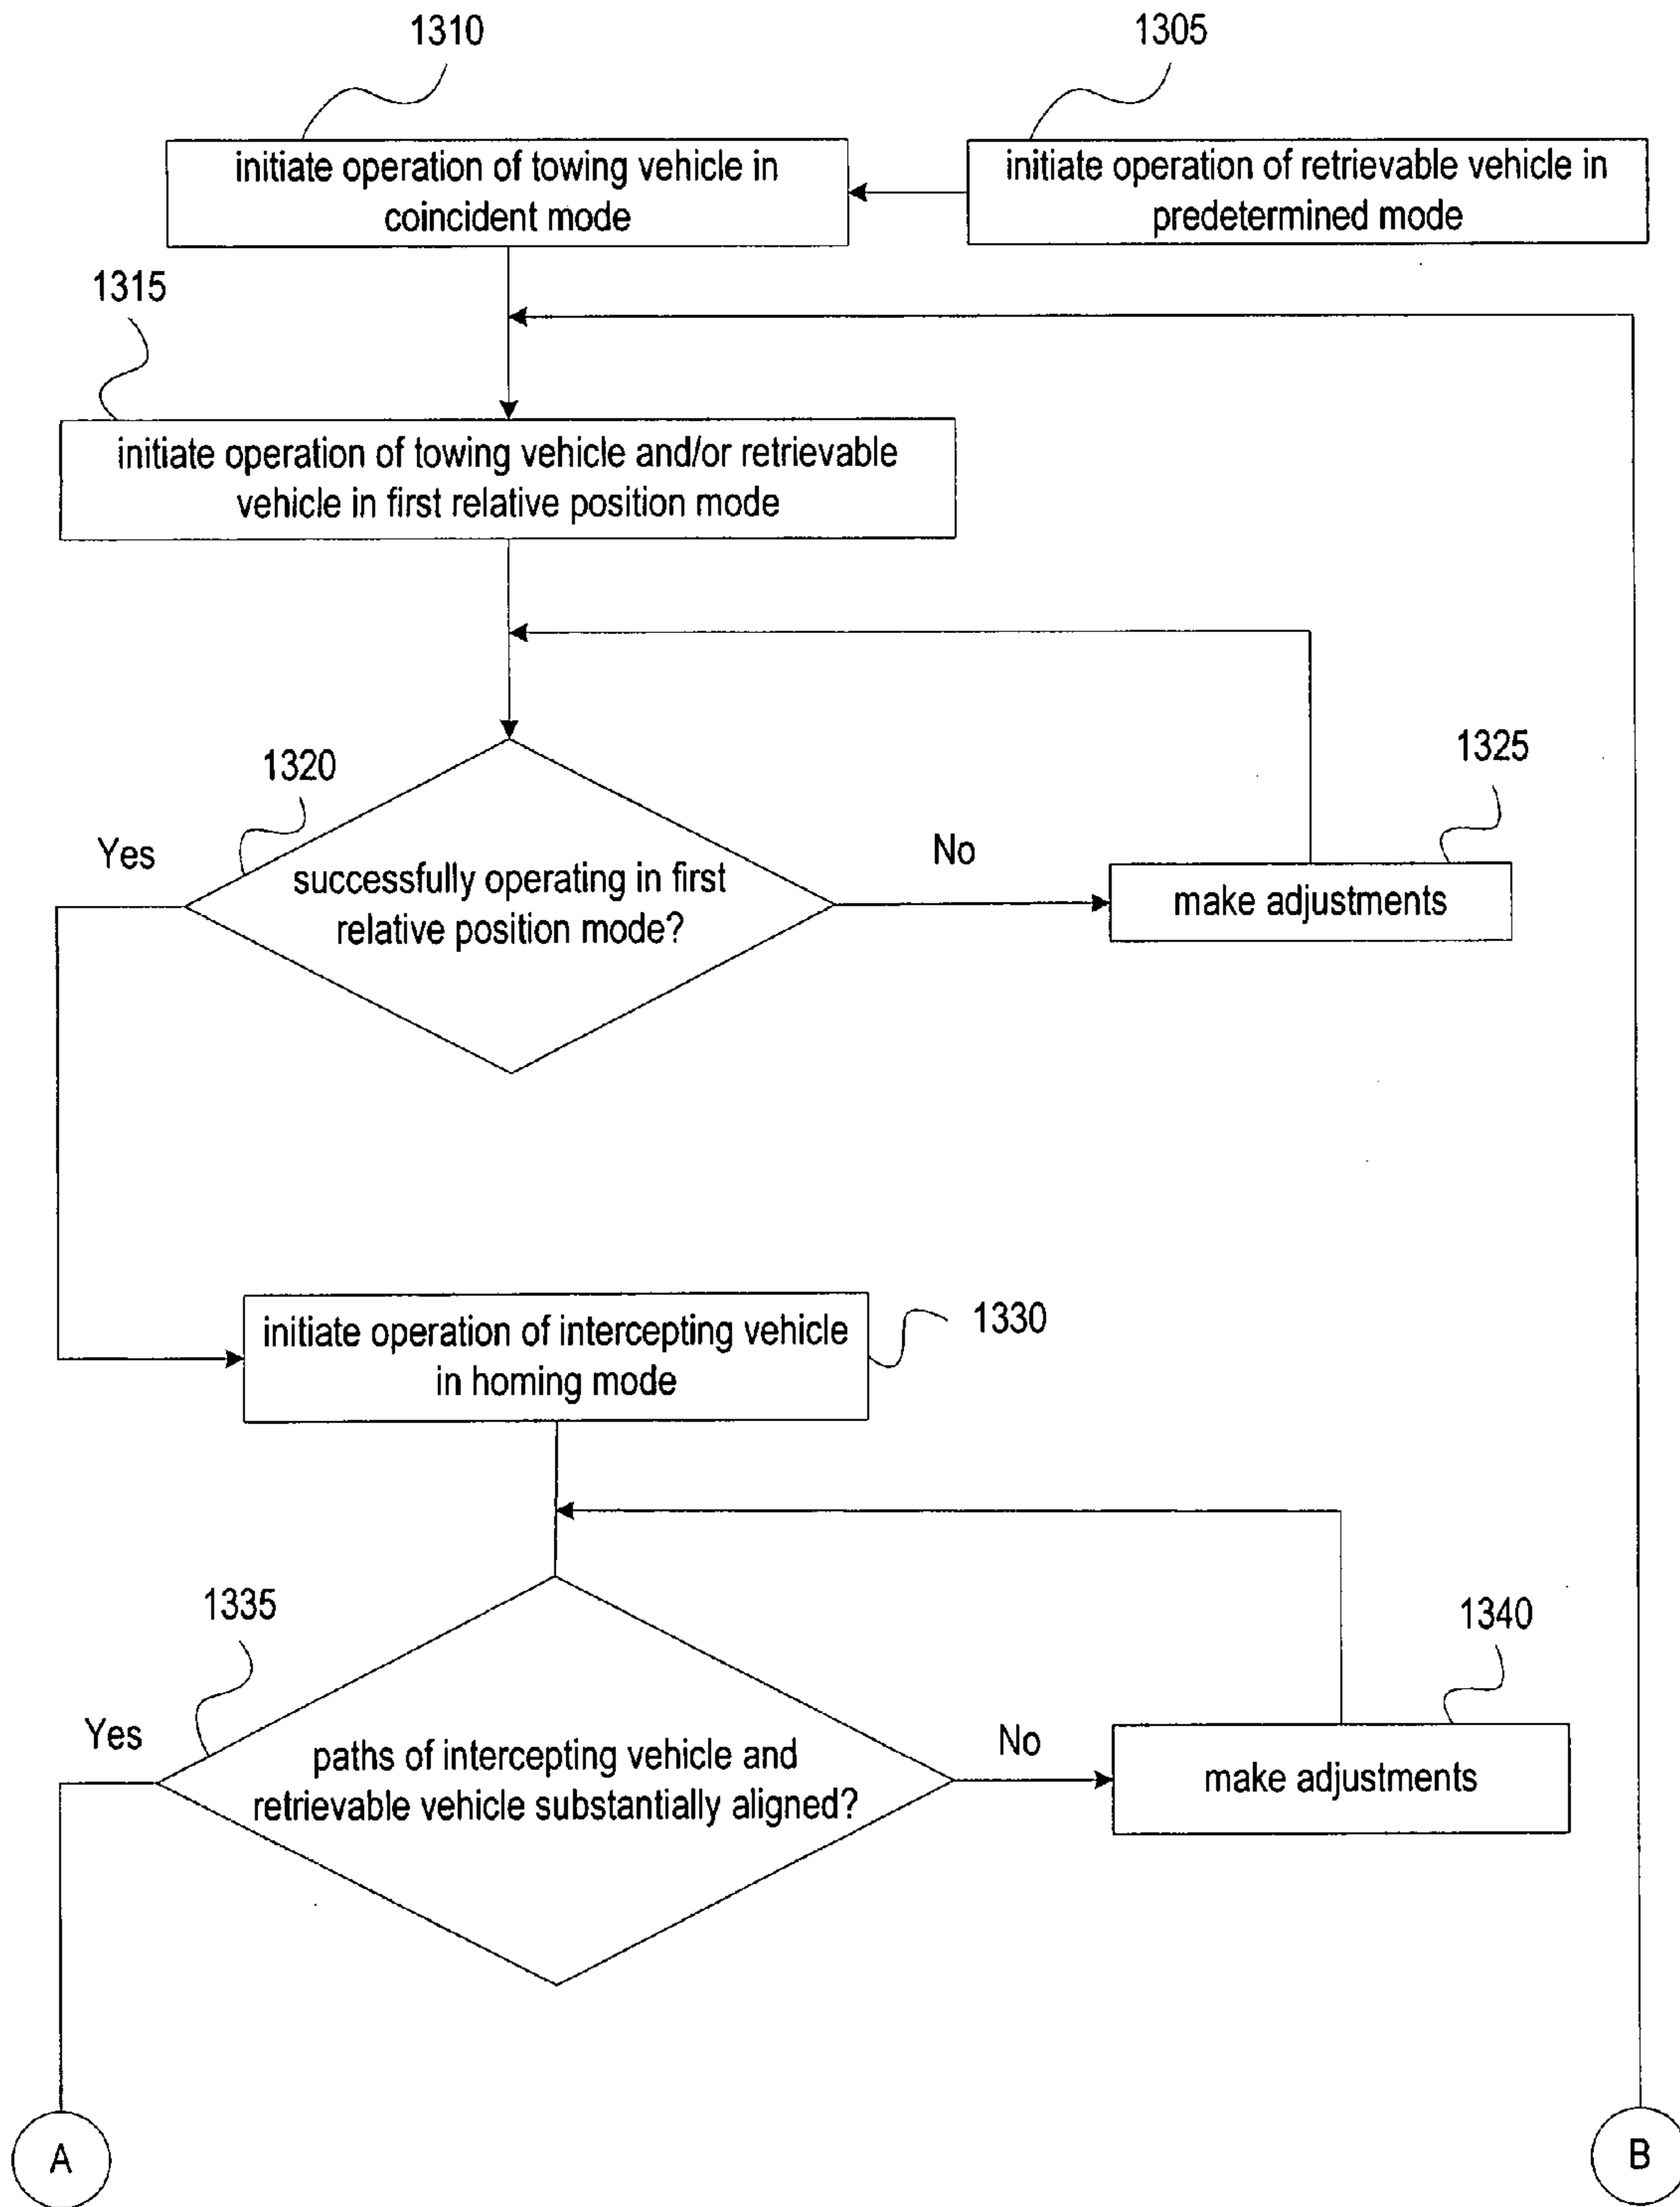 1310
1305
initiate operation of towing vehicle in
coincident mode
initiate operation of retrievable vehicle in
predetermined mode
1315
initiate operation of towing vehicle and/or retrievable
vehicle in first relative position mode
1320
1325
Yes
No
successfully operating in first
relative position mode?
make adjustments
initiate operation of intercepting vehicle
in homing mode
1330
1335
1340
Yes
No
paths of intercepting vehicle and
retrievable vehicle substantially aligned?
make adjustments
A
B